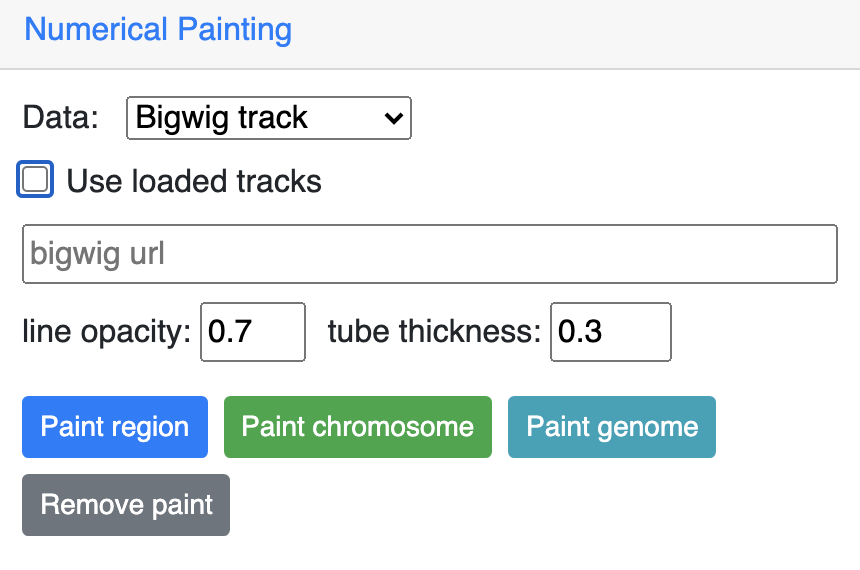 Numerical Painting
Data: Bigwig track
Use loaded tracks
bigwig url
line opacity: 0.7 tube thickness: 0.3
Paint region Paint chromosome Paint genome
Remove paint